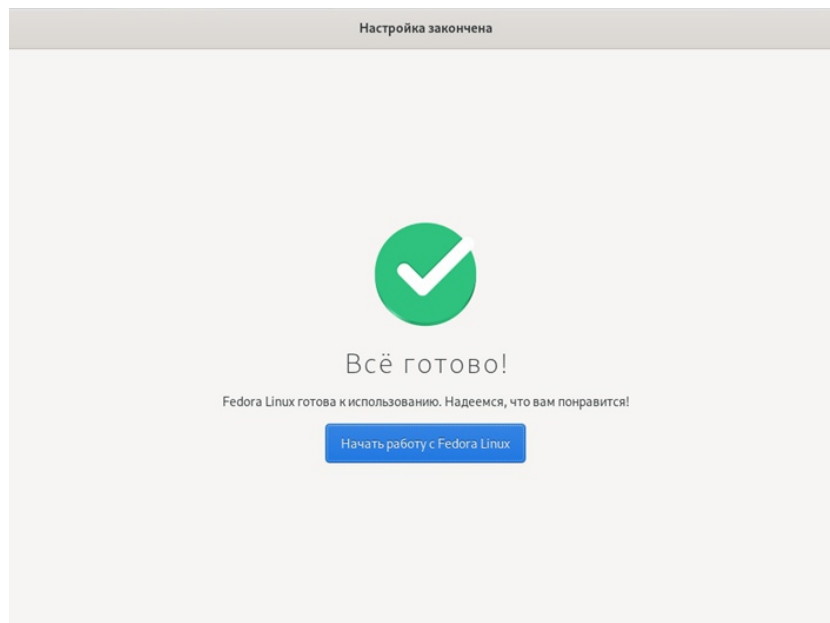 Настройка закончена
Всё готово!
Fedora Linux готова к использованию. Надеемся, что вам понравится!
Начать работу с Fedora Linux